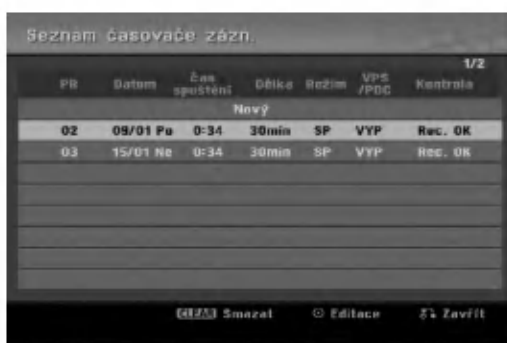 Seznam časovače zázn.
1/2
PR Datum Čas spuštění Délka Režim VPS /PDC Kontrola
Nový
02 09/01 Po 0:34 30min SP VYP Rec. OK
03 15/01 Ne 0:34 30min SP VYP Rec. OK
CLEAR Smazat Editace Zavřít